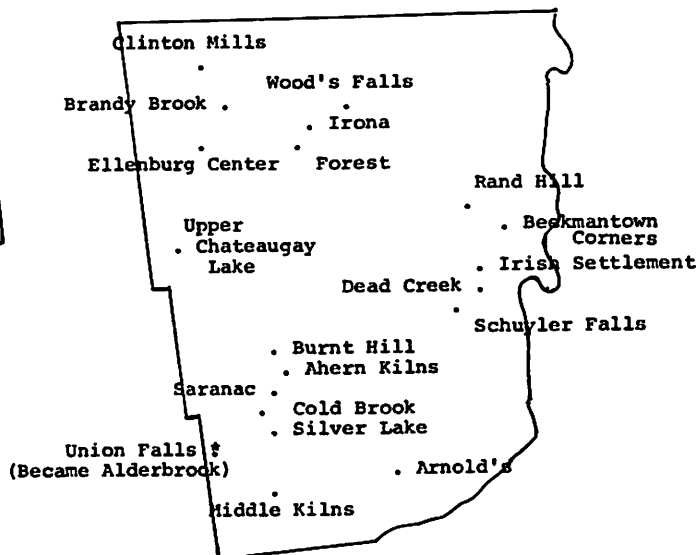 Clinton Mills
Wood's Falls
Brandy Brook
Irona
Ellenburg Center
Forest
Rand Hill
Upper
Chateaugay
Lake
Beekmantown
Corners
Irish Settlement
Dead Creek
Schuyler Falls
Burnt Hill
Ahern Kilns
Saranac
Cold Brook
Silver Lake
Union Falls
(Became Alderbrook)
Arnold's
Middle Kilns